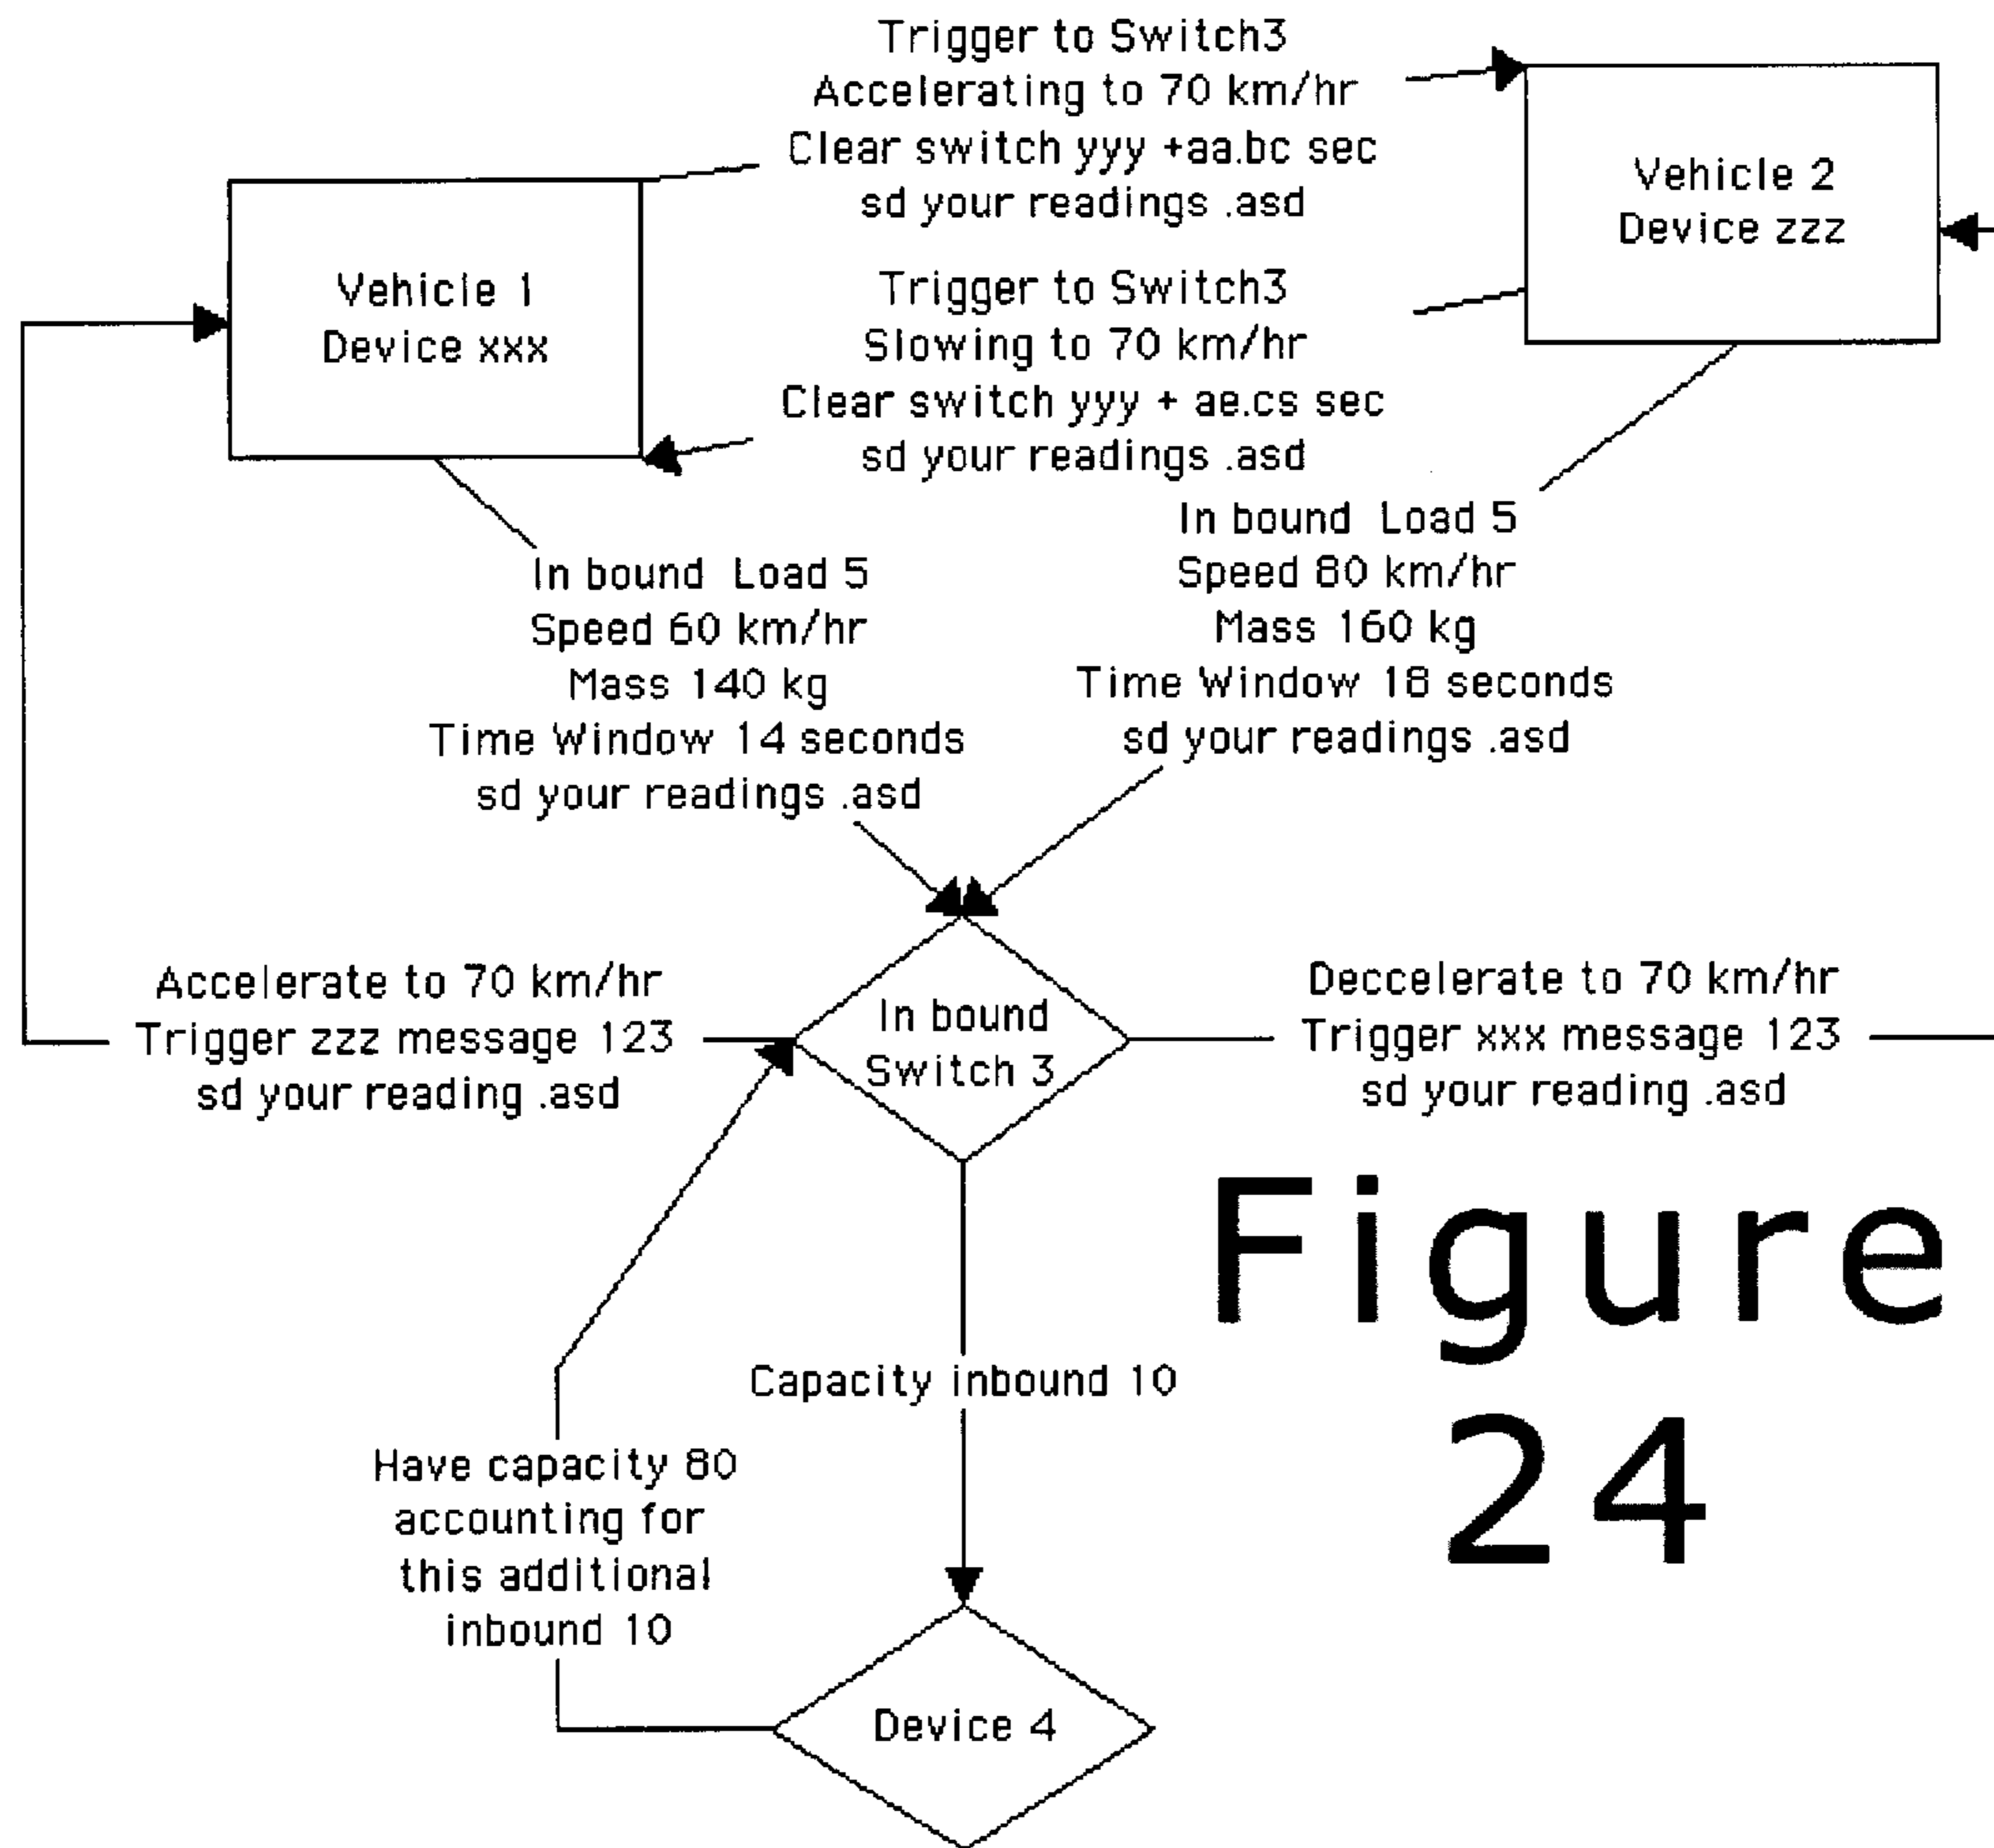 Trigger to Switch3
Accelerating to 70 km/hr
Clear switch yyy +aa.bc sec
sd your readings .asd
Vehicle 2
Device zzz
Vehicle 1
Device xxx
Trigger to Switch3
Slowing to 70 km/hr
Clear switch yyy + ae.cs sec
sd your readings .asd
In bound Load 5
Speed 60 km/hr
Mass 140 kg
Time Window 14 seconds
sd your readings .asd
In bound Load 5
Speed 80 km/hr
Mass 160 kg
Time Window 18 seconds
sd your readings .asd
Accelerate to 70 km/hr
Trigger zzz message 123
sd your reading .asd
In bound
Switch 3
Deccelerate to 70 km/hr
Trigger xxx message 123
sd your reading .asd
Capacity inbound 10
Have capacity 80
accounting for
this additional
inbound 10
Device 4
Figure
24